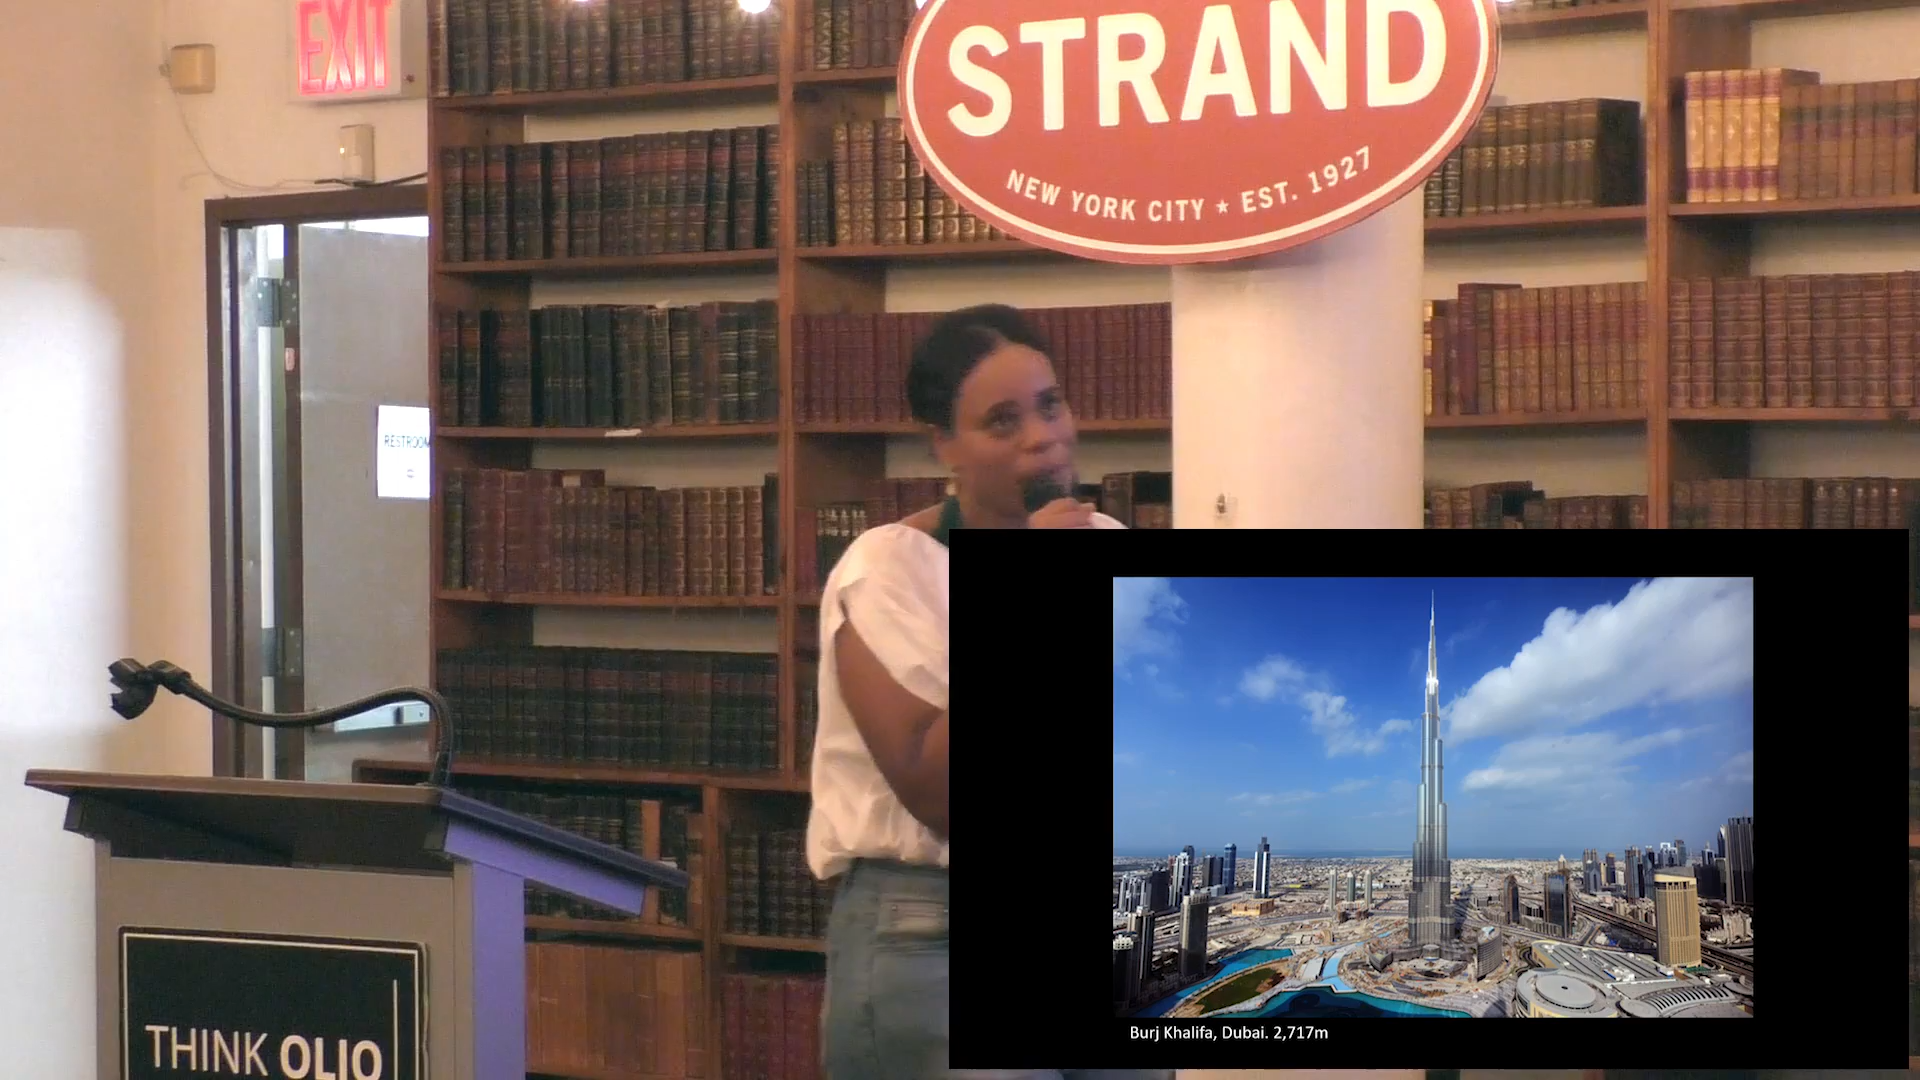 EXIT
STRAND
NEW YORK CITY ★ EST. 1927
RESTROOM
THINK OLIO
Burj Khalifa, Dubai. 2,717m